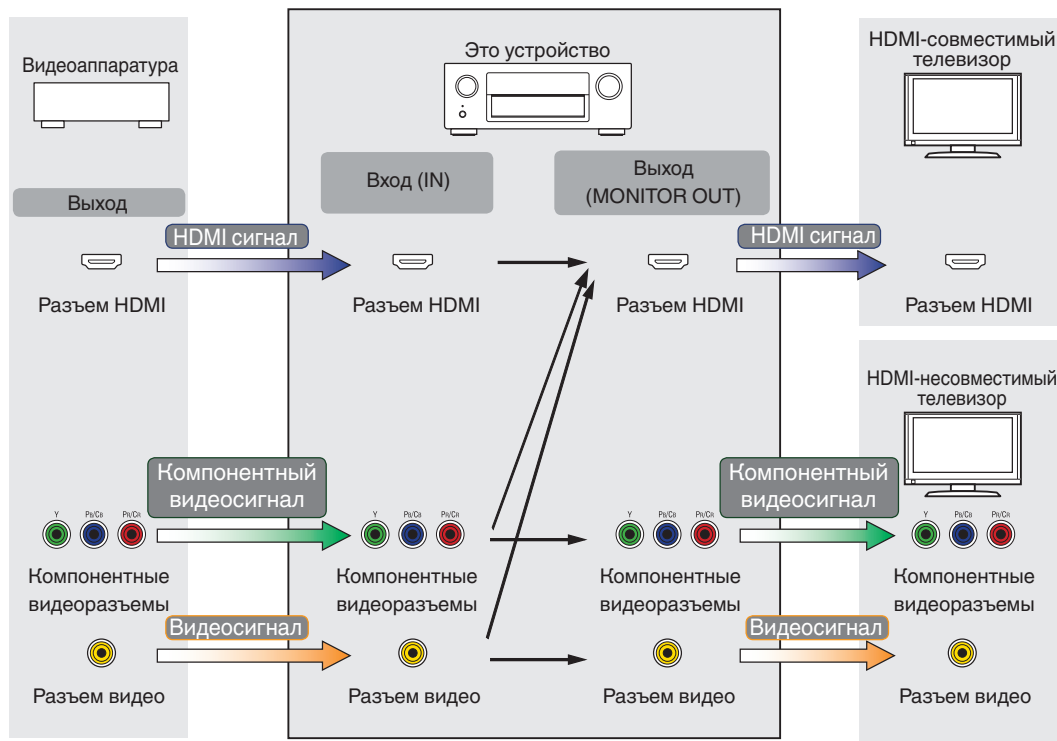 Видеоаппаратура
Выход
Разъем HDMI
Y PB/CB PR/CR
Компонентные
видеоразъемы
Разъем видео
HDMI сигнал
Компонентный
видеосигнал
Видеосигнал
Это устройство
Вход (IN)
Разъем HDMI
Y PB/CB PR/CR
Компонентные
видеоразъемы
Разъем видео
Выход
(MONITOR OUT)
Разъем HDMI
Y PB/CB PR/CR
Компонентные
видеоразъемы
Разъем видео
HDMI сигнал
Компонентный
видеосигнал
Видеосигнал
HDMI-совместимый
телевизор
Разъем HDMI
HDMI-несовместимый
телевизор
Y PB/CB PR/CR
Компонентные
видеоразъемы
Разъем видео